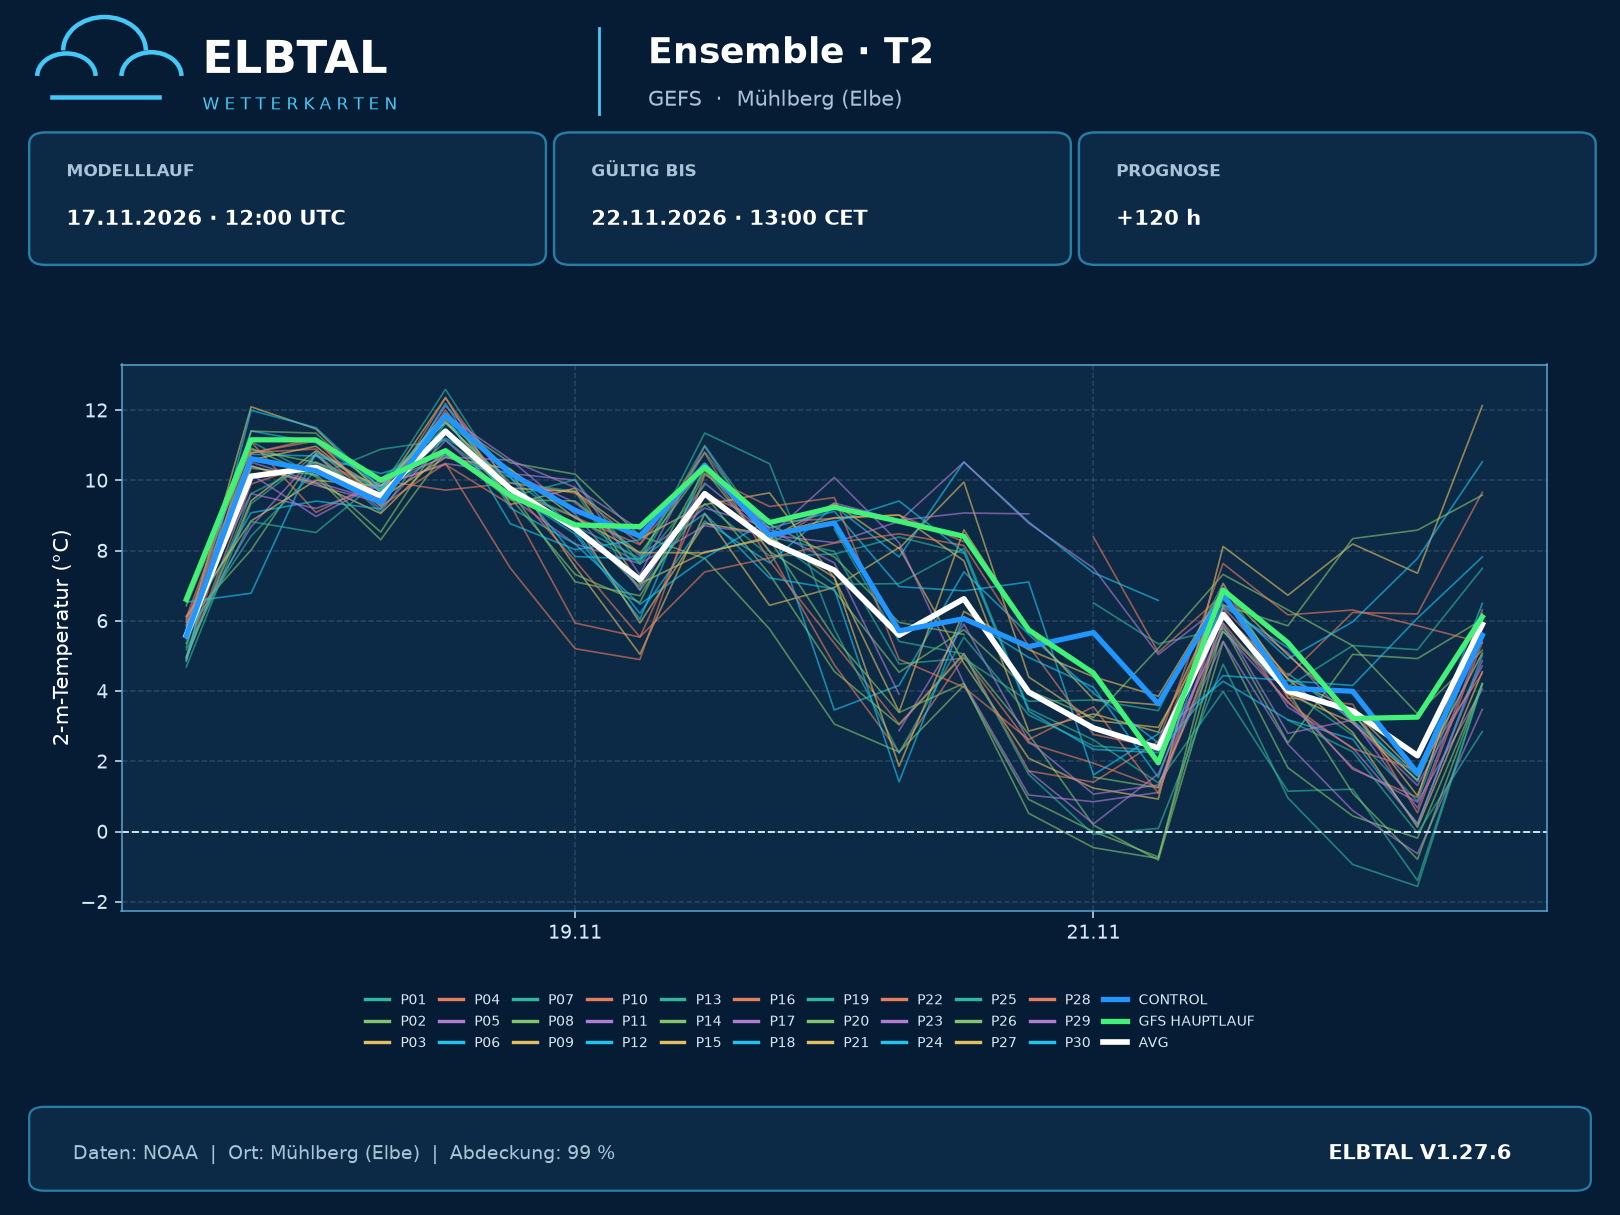 ELBTAL
WETTERKARTEN
Ensemble · T2
GEFS · Mühlberg (Elbe)
MODELLLAUF
17.11.2026 · 12:00 UTC
GÜLTIG BIS
22.11.2026 · 13:00 CET
PROGNOSE
+120 h
2-m-Temperatur (°C)
12
10
8
6
4
2
0
−2
19.11
21.11
P01 P04 P07 P10 P13 P16 P19 P22 P25 P28 CONTROL
P02 P05 P08 P11 P14 P17 P20 P23 P26 P29 GFS HAUPTLAUF
P03 P06 P09 P12 P15 P18 P21 P24 P27 P30 AVG
Daten: NOAA | Ort: Mühlberg (Elbe) | Abdeckung: 99 %
ELBTAL V1.27.6